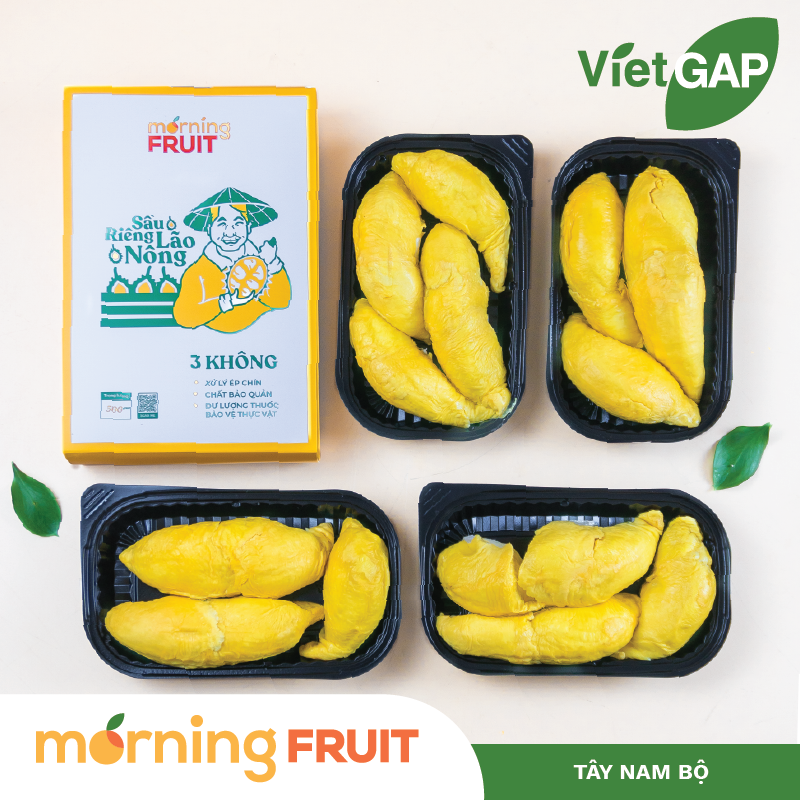 VietGAP
morning
FRUIT
Sầu
Riêng Lão
Nông
3 KHÔNG
XỬ LÝ ÉP CHÍN
CHẤT BẢO QUẢN
DƯ LƯỢNG THUỐC
BẢO VỆ THỰC VẬT
morning FRUIT
TÂY NAM BỘ